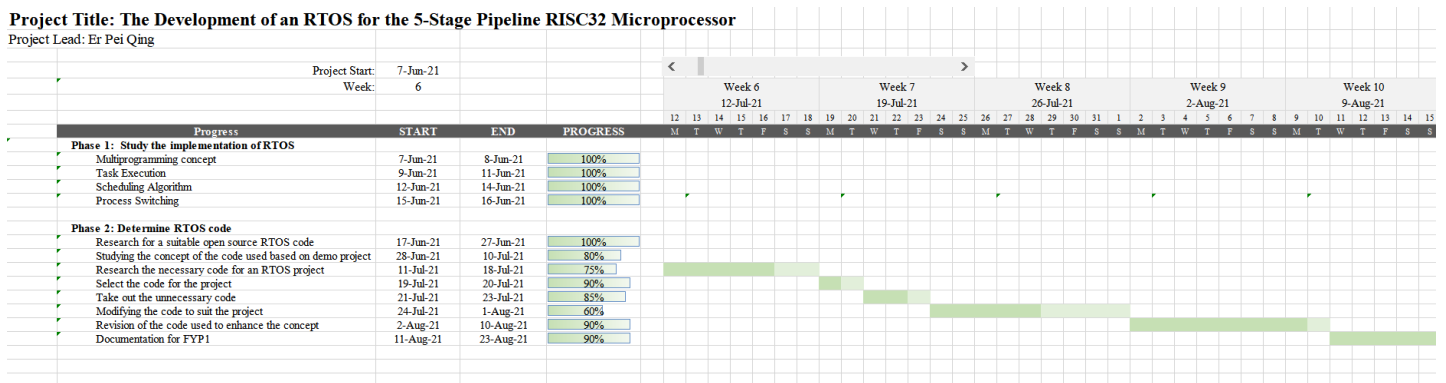 Project Title: The Development of an RTOS for the 5-Stage Pipeline RISC32 Microprocessor
Project Lead: Er Pei Qing
Project Start: 7-Jun-21
Week: 6 Week 6 Week 7 Week 8 Week 9 Week 10
12-Jul-21 19-Jul-21 26-Jul-21 2-Aug-21 9-Aug-21
12 13 14 15 16 17 18 19 20 21 22 23 24 25 26 27 28 29 30 31 1 2 3 4 5 6 7 8 9 10 11 12 13 14 15
Progress START END PROGRESS M T W T F S S M T W T F S S M T W T F S S M T W T F S S M T W T F S S
Phase 1: Study the implementation of RTOS
Multiprogramming concept 7-Jun-21 8-Jun-21 100%
Task Execution 9-Jun-21 11-Jun-21 100%
Scheduling Algorithm 12-Jun-21 14-Jun-21 100%
Process Switching 15-Jun-21 16-Jun-21 100%
Phase 2: Determine RTOS code
Research for a suitable open source RTOS code 17-Jun-21 27-Jun-21 100%
Studying the concept of the code used based on demo project 28-Jun-21 10-Jul-21 80%
Research the necessary code for an RTOS project 11-Jul-21 18-Jul-21 75%
Select the code for the project 19-Jul-21 20-Jul-21 90%
Take out the unnecessary code 21-Jul-21 23-Jul-21 85%
Modifying the code to suit the project 24-Jul-21 1-Aug-21 60%
Revision of the code used to enhance the concept 2-Aug-21 10-Aug-21 90%
Documentation for FYP1 11-Aug-21 23-Aug-21 90%